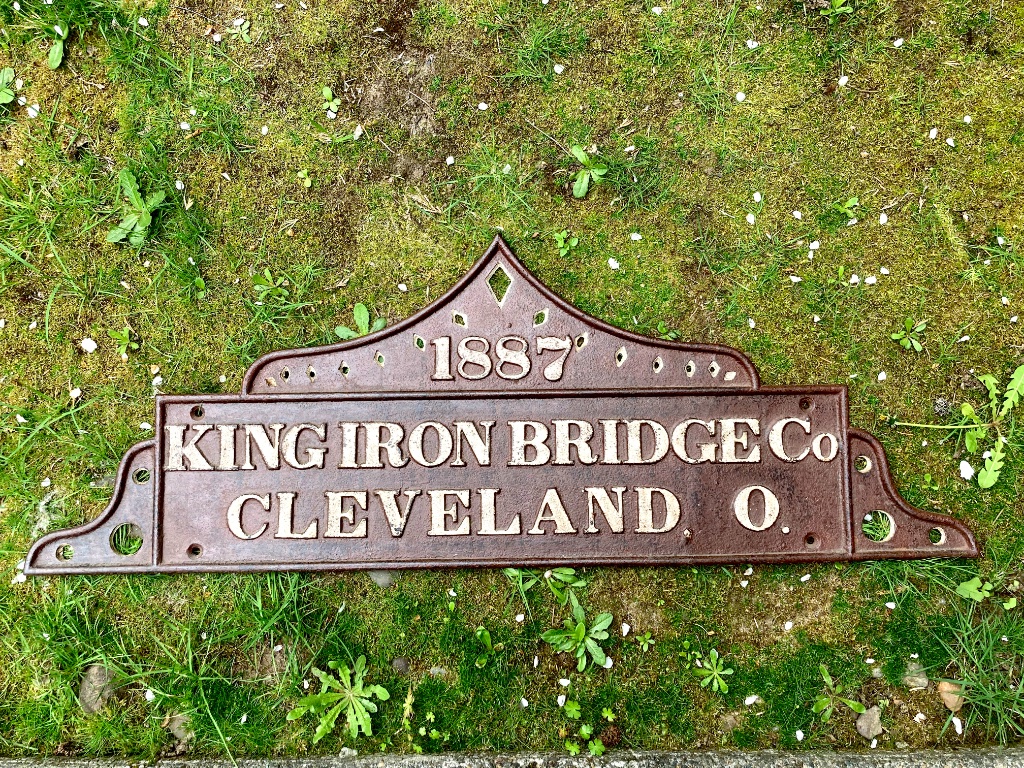 1887
KING IRON BRIDGE Co
CLEVELAND, O.